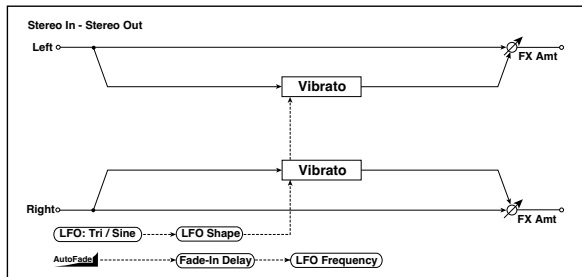 Stereo In - Stereo Out
Left
FX Amt
Vibrato
Vibrato
Right
FX Amt
LFO: Tri / Sine
LFO Shape
AutoFade
Fade-In Delay
LFO Frequency